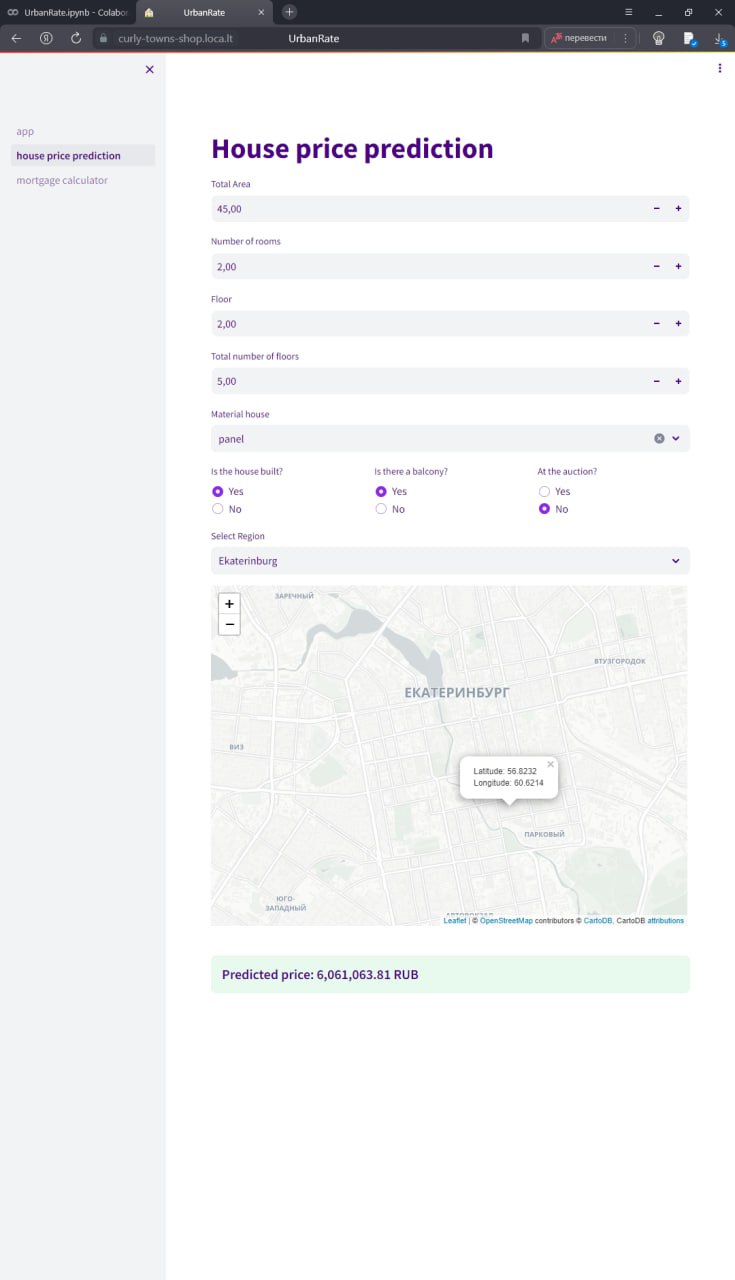 UrbanRate.ipynb - Colabor
UrbanRate
curly-towns-shop.loca.lt
UrbanRate
перевести
5
app
house price prediction
mortgage calculator
House price prediction
Total Area
45,00
Number of rooms
2,00
Floor
2,00
Total number of floors
5,00
Material house
panel
Is the house built?
Yes
No
Is there a balcony?
Yes
No
At the auction?
Yes
No
Select Region
Ekaterinburg
+
−
ЗАРЕЧНЫЙ
ВТУЗГОРОДОК
ЕКАТЕРИНБУРГ
ВИЗ
Latitude: 56.8232
Longitude: 60.6214
ПАРКОВЫЙ
ЮГО-
ЗАПАДНЫЙ
АВТОВОКЗАЛ
Leaflet | © OpenStreetMap contributors © CartoDB, CartoDB attributions
Predicted price: 6,061,063.81 RUB